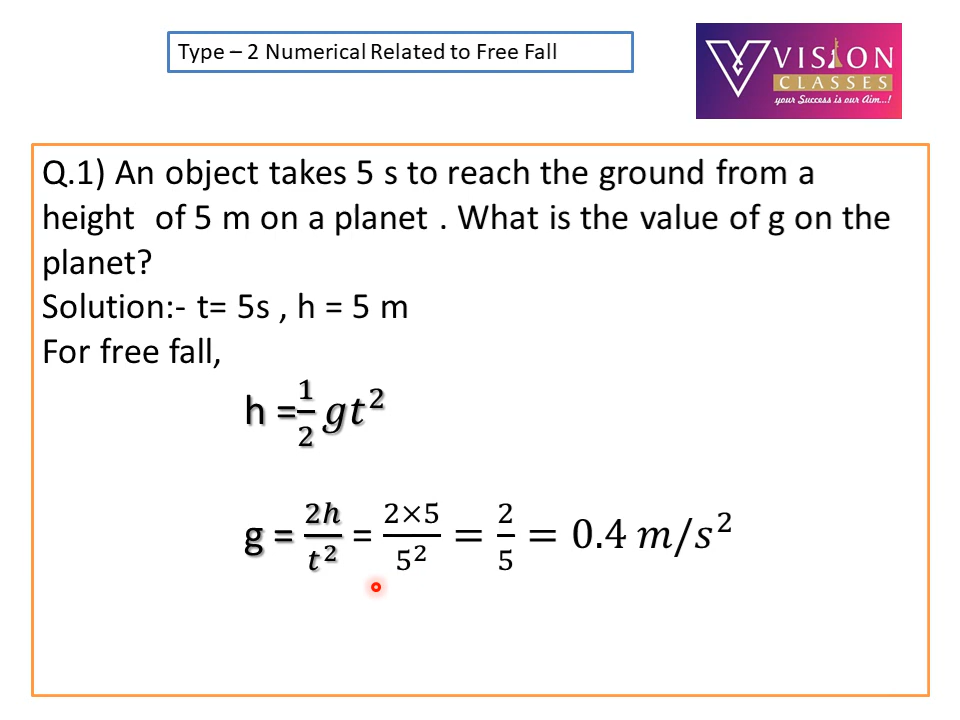 Type – 2 Numerical Related to Free Fall
VISION
CLASSES
your Success is our Aim...!
Q.1) An object takes 5 s to reach the ground from a
height of 5 m on a planet . What is the value of g on the
planet?
Solution:- t= 5s , h = 5 m
For free fall,
h = 1/2 gt²
g = 2h/t² = 2×5/5² = 2/5 = 0.4 m/s²